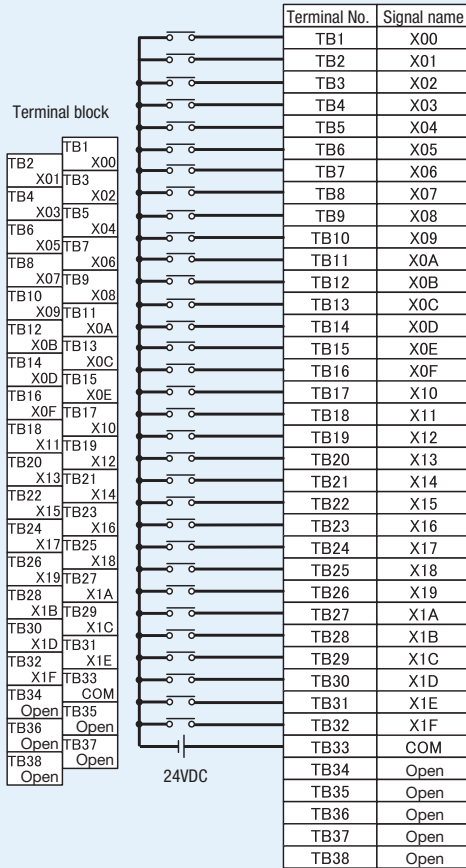 Terminal block
TB1
X00
TB2
X01
TB3
X02
TB4
X03
TB5
X04
TB6
X05
TB7
X06
TB8
X07
TB9
X08
TB10
X09
TB11
X0A
TB12
X0B
TB13
X0C
TB14
X0D
TB15
X0E
TB16
X0F
TB17
X10
TB18
X11
TB19
X12
TB20
X13
TB21
X14
TB22
X15
TB23
X16
TB24
X17
TB25
X18
TB26
X19
TB27
X1A
TB28
X1B
TB29
X1C
TB30
X1D
TB31
X1E
TB32
X1F
TB33
COM
TB34
Open
TB35
Open
TB36
Open
TB37
Open
TB38
Open
24VDC
Terminal No. Signal name
TB1 X00
TB2 X01
TB3 X02
TB4 X03
TB5 X04
TB6 X05
TB7 X06
TB8 X07
TB9 X08
TB10 X09
TB11 X0A
TB12 X0B
TB13 X0C
TB14 X0D
TB15 X0E
TB16 X0F
TB17 X10
TB18 X11
TB19 X12
TB20 X13
TB21 X14
TB22 X15
TB23 X16
TB24 X17
TB25 X18
TB26 X19
TB27 X1A
TB28 X1B
TB29 X1C
TB30 X1D
TB31 X1E
TB32 X1F
TB33 COM
TB34 Open
TB35 Open
TB36 Open
TB37 Open
TB38 Open